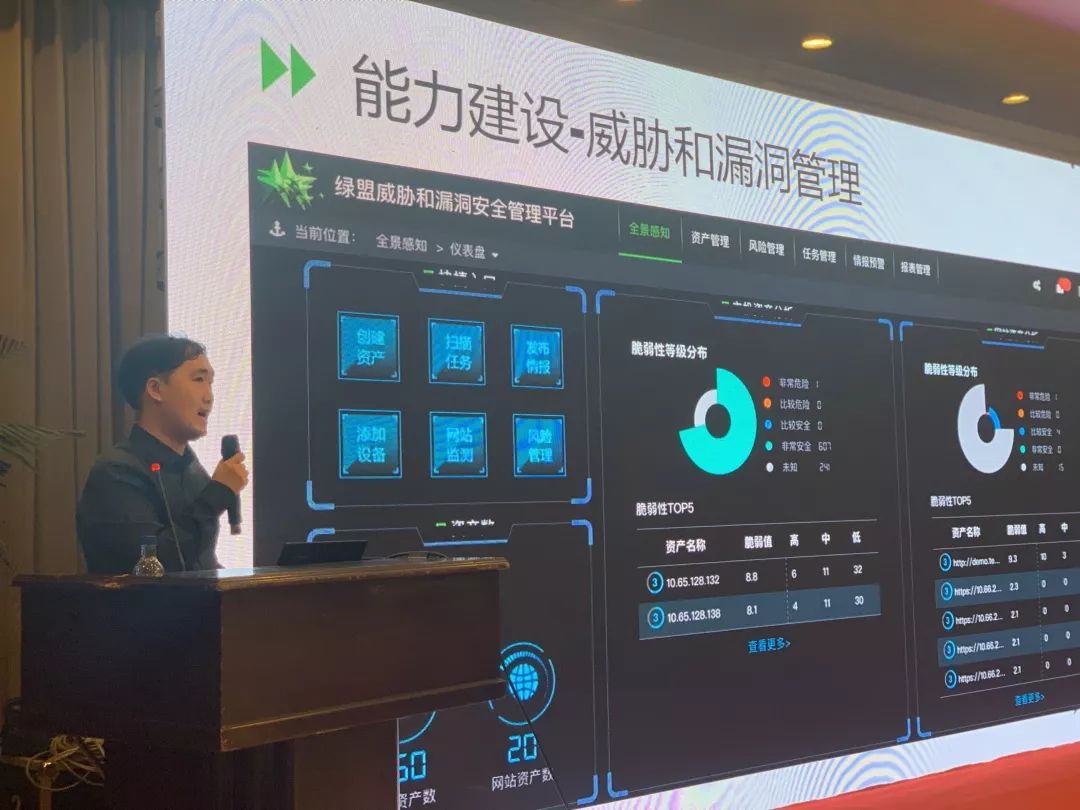 能力建设-威胁和漏洞管理
绿盟威胁和漏洞安全管理平台
全景感知 资产管理 风险管理 任务管理 情报预警 报表管理
当前位置： 全景感知 > 仪表盘
创建资产
扫描任务
发布情报
添加设备
网站监测
风险管理
资产数
60
资产数
20
网站资产数
脆弱性等级分布
非常危险 1
比较危险 0
比较安全 0
非常安全 607
未知 241
脆弱性TOP5
资产名称 脆弱值 高 中 低
3 10.65.128.132 8.8 6 11 32
3 10.65.128.138 8.1 4 11 30
查看更多>
脆弱性等级分布
非常危险 1
比较危险 0
比较安全 4
非常安全 0
未知 15
脆弱性TOP5
资产名称 脆弱值 高 中
3 http://demo.te... 9.3 10 3
3 https://10.66.2... 2.3 0 0
3 https://10.66.2... 2.1 0 0
3 https://10.66.2... 2.1 0 0
3 https://10.66.2... 2.1 0 0
查看更多>